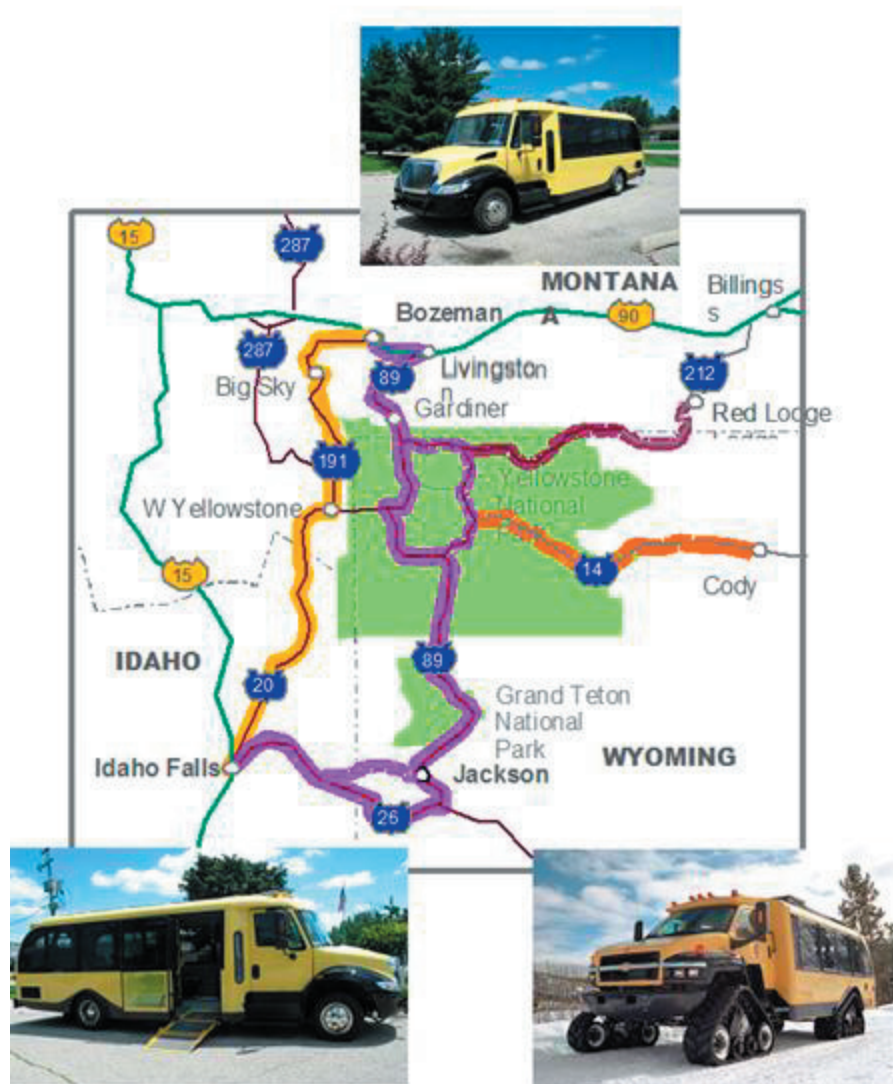 15
287
MONTANA
A
Billings
s
Bozeman
90
287
Big Sky
89
Livingston
n
212
Gardiner
Red Lodge
191
W Yellowstone
Yellowstone
National
15
14
Cody
IDAHO
89
20
Grand Teton
National
Park
WYOMING
Idaho Falls
Jackson
26